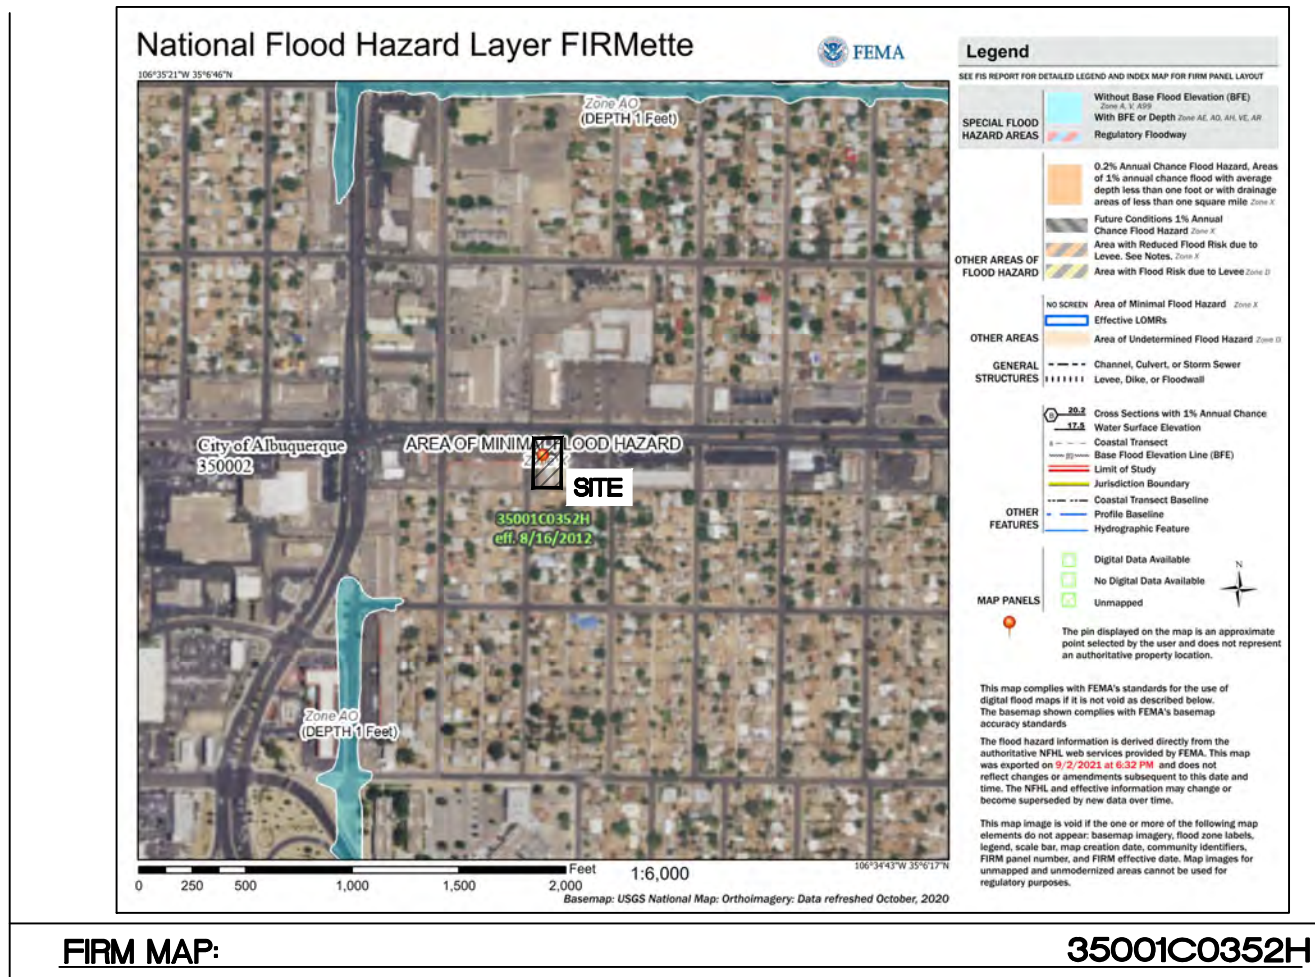 National Flood Hazard Layer FIRMette
FEMA
106°35'21"W 35°6'46"N
Zone AO
(DEPTH 1 Feet)
City of Albuquerque
350002
AREA OF MINIMAL FLOOD HAZARD
SITE
35001C0352H
eff. 8/16/2012
Zone AO
(DEPTH 1 Feet)
106°34'43"W 35°6'17"N
Feet
1:6,000
0 250 500 1,000 1,500 2,000
Basemap: USGS National Map: Orthoimagery: Data refreshed October, 2020
Legend
SEE FIS REPORT FOR DETAILED LEGEND AND INDEX MAP FOR FIRM PANEL LAYOUT
SPECIAL FLOOD
HAZARD AREAS
Without Base Flood Elevation (BFE)
Zone A, V, A99
With BFE or Depth Zone AE, AO, AH, VE, AR
Regulatory Floodway
0.2% Annual Chance Flood Hazard, Areas
of 1% annual chance flood with average
depth less than one foot or with drainage
areas of less than one square mile Zone X
Future Conditions 1% Annual
Chance Flood Hazard Zone X
OTHER AREAS OF
FLOOD HAZARD
Area with Reduced Flood Risk due to
Levee. See Notes. Zone X
Area with Flood Risk due to Levee Zone D
NO SCREEN Area of Minimal Flood Hazard Zone X
Effective LOMRs
OTHER AREAS
Area of Undetermined Flood Hazard Zone D
GENERAL
STRUCTURES
Channel, Culvert, or Storm Sewer
Levee, Dike, or Floodwall
B 20.2 Cross Sections with 1% Annual Chance
17.5 Water Surface Elevation
Coastal Transect
Base Flood Elevation Line (BFE)
Limit of Study
Jurisdiction Boundary
Coastal Transect Baseline
OTHER
FEATURES
Profile Baseline
Hydrographic Feature
Digital Data Available
No Digital Data Available
N
MAP PANELS
Unmapped
The pin displayed on the map is an approximate
point selected by the user and does not represent
an authoritative property location.
This map complies with FEMA's standards for the use of
digital flood maps if it is not void as described below.
The basemap shown complies with FEMA's basemap
accuracy standards
The flood hazard information is derived directly from the
authoritative NFHL web services provided by FEMA. This map
was exported on 9/2/2021 at 6:32 PM and does not
reflect changes or amendments subsequent to this date and
time. The NFHL and effective information may change or
become superseded by new data over time.
This map image is void if the one or more of the following map
elements do not appear: basemap imagery, flood zone labels,
legend, scale bar, map creation date, community identifiers,
FIRM panel number, and FIRM effective date. Map images for
unmapped and unmodernized areas cannot be used for
regulatory purposes.
FIRM MAP:
35001C0352H